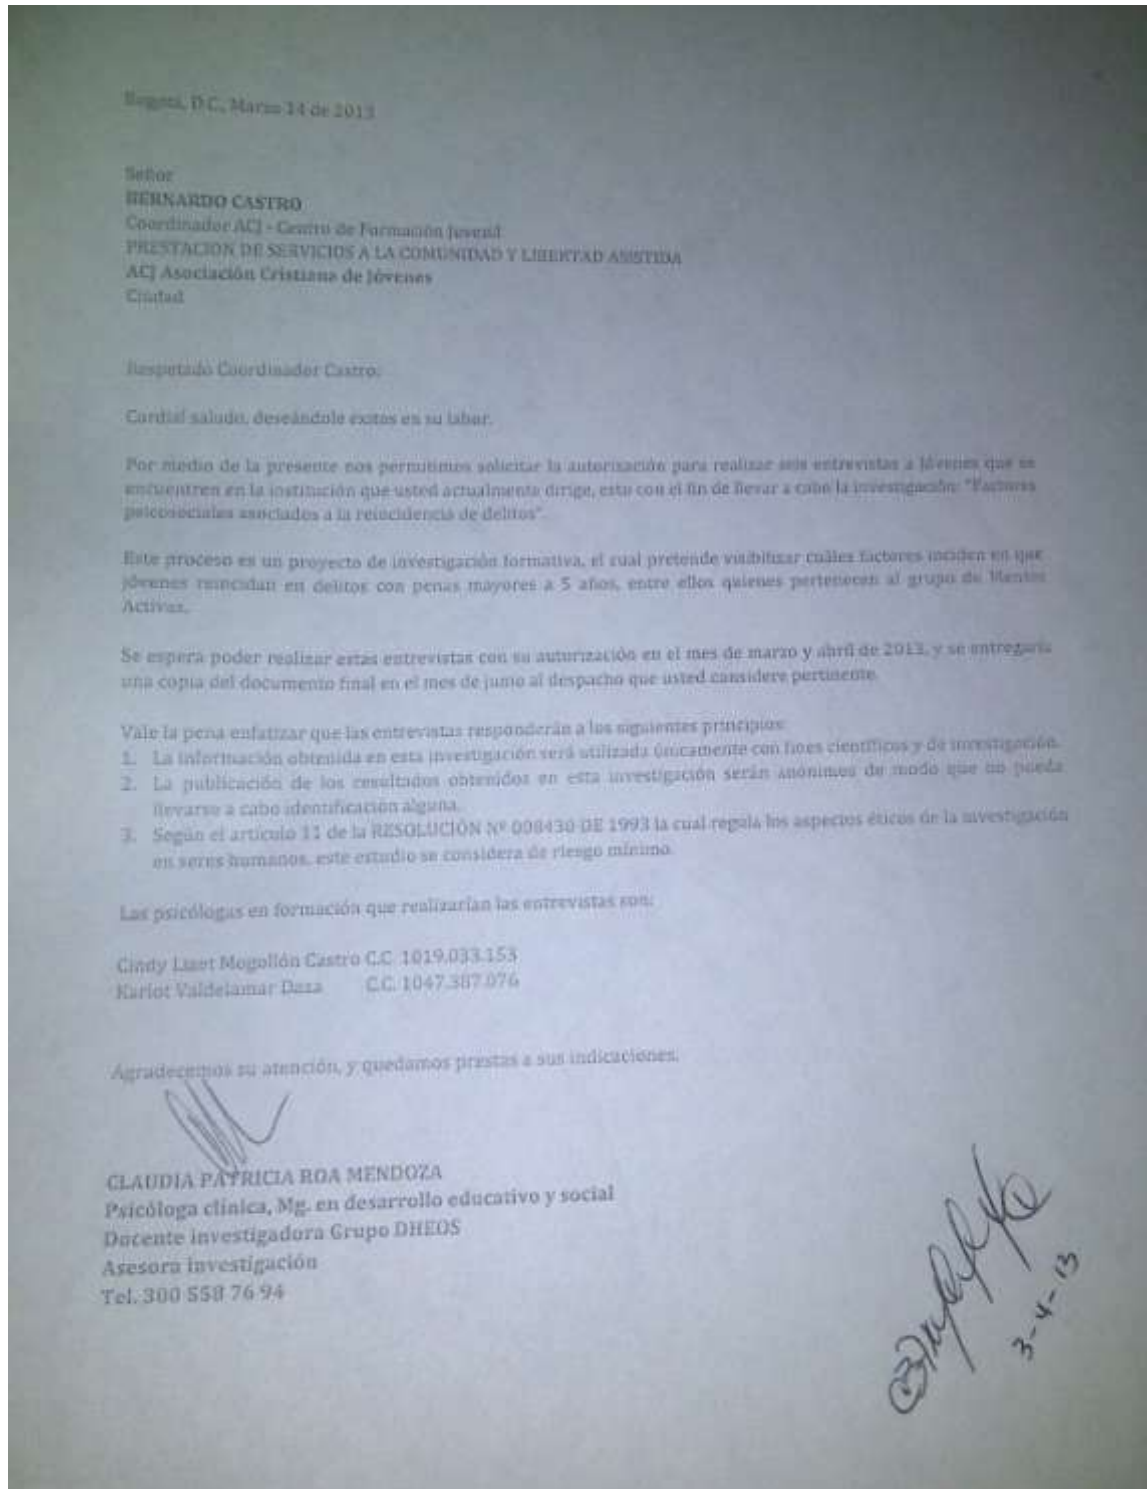 Bogotá, D.C., Marzo 14 de 2013
Señor
BERNARDO CASTRO
Coordinador ACJ - Centro de Formación Juvenil
PRESTACION DE SERVICIOS A LA COMUNIDAD Y LIBERTAD ASISTIDA
ACJ Asociación Cristiana de Jóvenes
Ciudad
Respetado Coordinador Castro,
Cordial saludo, deseándole exitos en su labor.
Por medio de la presente nos permitimos solicitar la autorización para realizar seis entrevistas a jóvenes que se
encuentren en la institución que usted actualmente dirige, esto con el fin de llevar a cabo la investigación: "Factores
psicosociales asociados a la reincidencia de delitos".
Este proceso es un proyecto de investigación formativa, el cual pretende visibilizar cuáles factores inciden en que
jóvenes reincidan en delitos con penas mayores a 5 años, entre ellos quienes pertenecen al grupo de Mentes
Activas.
Se espera poder realizar estas entrevistas con su autorización en el mes de marzo y abril de 2013, y se entregaría
una copia del documento final en el mes de junio al despacho que usted considere pertinente.
Vale la pena enfatizar que las entrevistas responderán a los siguientes principios:
1. La información obtenida en esta investigación será utilizada únicamente con fines científicos y de investigación.
2. La publicación de los resultados obtenidos en esta investigación serán anónimos de modo que no pueda
llevarse a cabo identificación alguna.
3. Según el artículo 11 de la RESOLUCIÓN Nº 008430 DE 1993 la cual regula los aspectos éticos de la investigación
en seres humanos, este estudio se considera de riesgo mínimo.
Las psicólogas en formación que realizarían las entrevistas son:
Cindy Lizet Mogollón Castro C.C. 1019.033.153
Karlot Valdelamar Daza C.C. 1047.387.076
Agradecemos su atención, y quedamos prestas a sus indicaciones.
CLAUDIA PATRICIA ROA MENDOZA
Psicóloga clínica, Mg. en desarrollo educativo y social
Docente investigadora Grupo DHEOS
Asesora investigación
Tel. 300 558 76 94
3-4-13